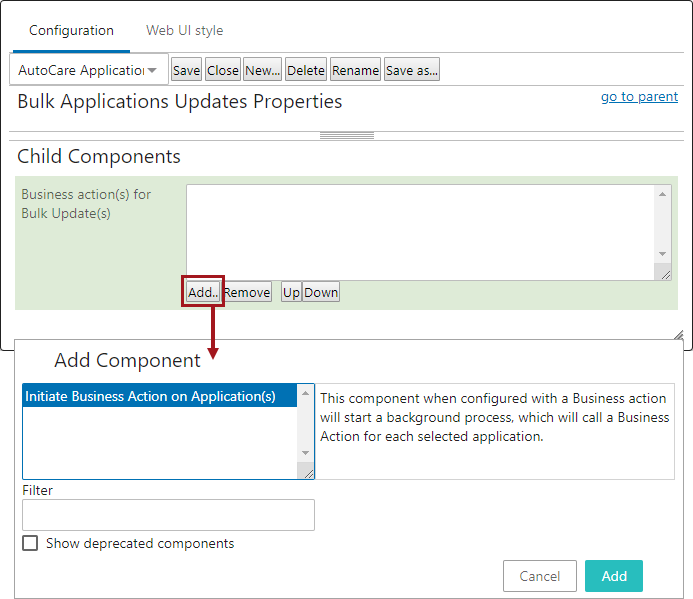 Configuration Web UI style
AutoCare Application Save Close New... Delete Rename Save as...
Bulk Applications Updates Properties go to parent
Child Components
Business action(s) for
Bulk Update(s)
Add.. Remove Up Down
Add Component
Initiate Business Action on Application(s)
This component when configured with a Business action
will start a background process, which will call a Business
Action for each selected application.
Filter
Show deprecated components
Cancel Add